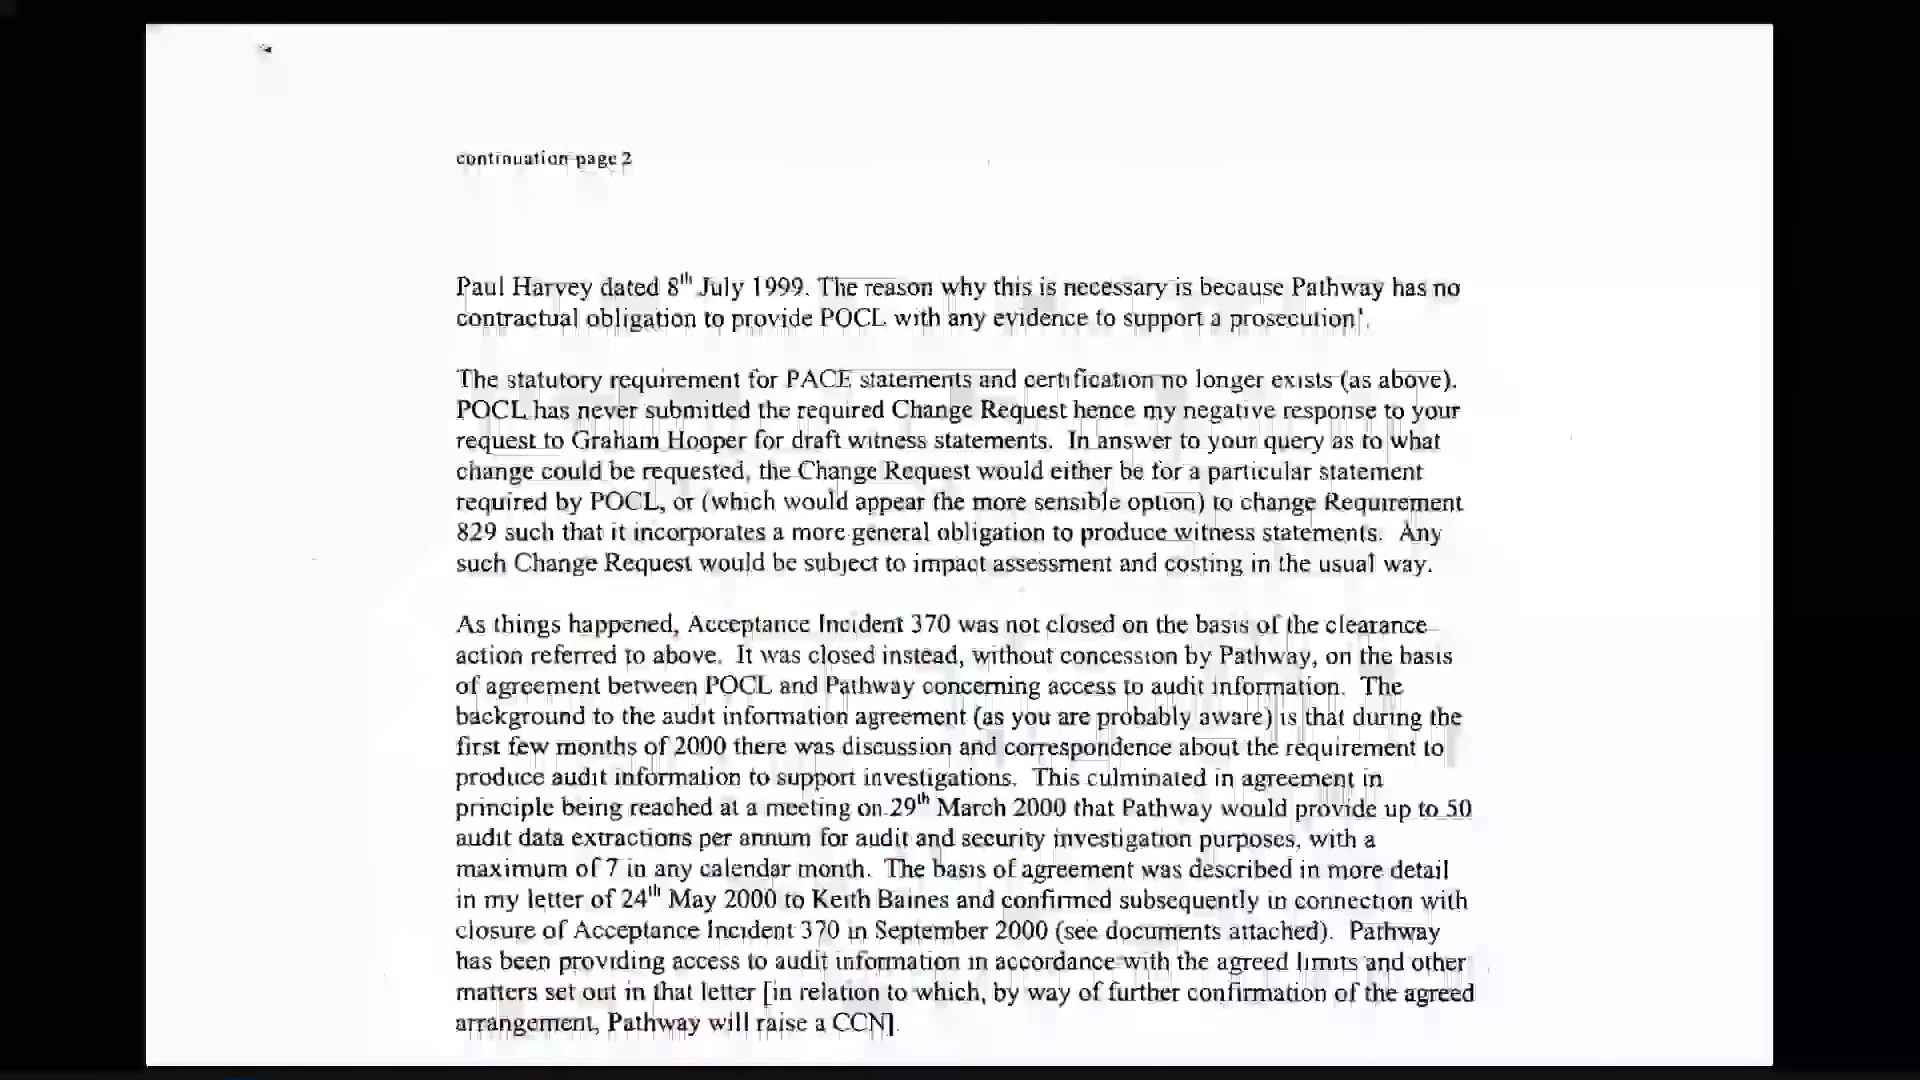 continuation page 2
Paul Harvey dated 8th July 1999. The reason why this is necessary is because Pathway has no
contractual obligation to provide POCL with any evidence to support a prosecution'.
The statutory requirement for PACE statements and certification no longer exists (as above).
POCL has never submitted the required Change Request hence my negative response to your
request to Graham Hooper for draft witness statements. In answer to your query as to what
change could be requested, the Change Request would either be for a particular statement
required by POCL, or (which would appear the more sensible option) to change Requirement
829 such that it incorporates a more general obligation to produce witness statements. Any
such Change Request would be subject to impact assessment and costing in the usual way.
As things happened, Acceptance Incident 370 was not closed on the basis of the clearance
action referred to above. It was closed instead, without concession by Pathway, on the basis
of agreement between POCL and Pathway concerning access to audit information. The
background to the audit information agreement (as you are probably aware) is that during the
first few months of 2000 there was discussion and correspondence about the requirement to
produce audit information to support investigations. This culminated in agreement in
principle being reached at a meeting on 29th March 2000 that Pathway would provide up to 50
audit data extractions per annum for audit and security investigation purposes, with a
maximum of 7 in any calendar month. The basis of agreement was described in more detail
in my letter of 24th May 2000 to Keith Baines and confirmed subsequently in connection with
closure of Acceptance Incident 370 in September 2000 (see documents attached). Pathway
has been providing access to audit information in accordance with the agreed limits and other
matters set out in that letter [in relation to which, by way of further confirmation of the agreed
arrangement, Pathway will raise a CCN].